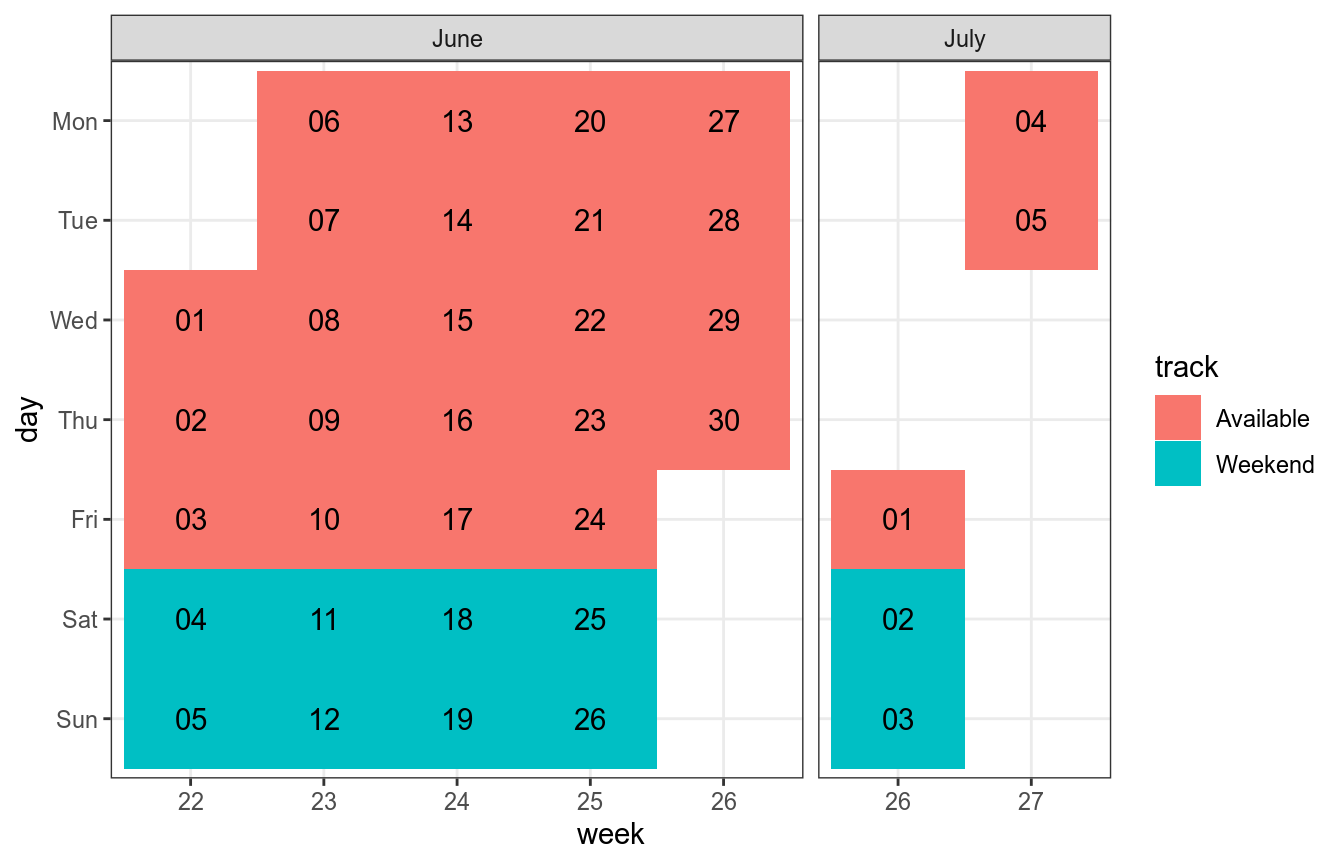 June July
Mon 06 13 20 27 04
Tue 07 14 21 28 05
Wed 01 08 15 22 29
Thu 02 09 16 23 30
Fri 03 10 17 24 01
Sat 04 11 18 25 02
Sun 05 12 19 26 03
22 23 24 25 26 26 27
week
day
track
Available
Weekend